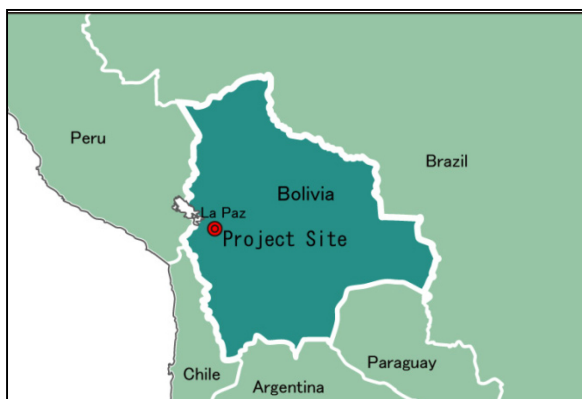 Peru
Brazil
Bolivia
La Paz
Project Site
Chile
Paraguay
Argentina